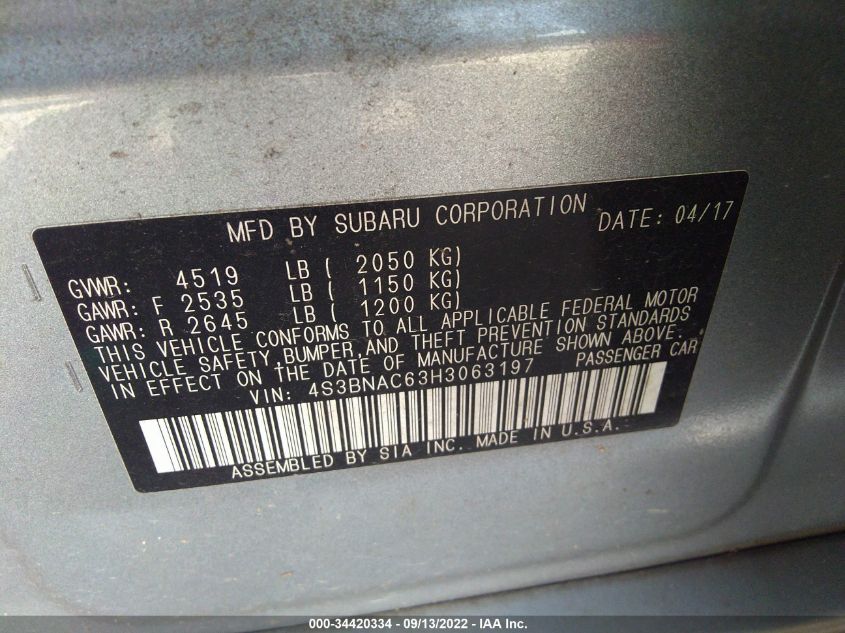 MFD BY SUBARU CORPORATION DATE: 04/17
GVWR: 4519 LB ( 2050 KG)
GAWR: F 2535 LB ( 1150 KG)
GAWR: R 2645 LB ( 1200 KG)
THIS VEHICLE CONFORMS TO ALL APPLICABLE FEDERAL MOTOR
VEHICLE SAFETY, BUMPER, AND THEFT PREVENTION STANDARDS
IN EFFECT ON THE DATE OF MANUFACTURE SHOWN ABOVE.
VIN: 4S3BNAC63H3063197 PASSENGER CAR
ASSEMBLED BY SIA INC. MADE IN U.S.A.
000-34420334 - 09/13/2022 - IAA Inc.